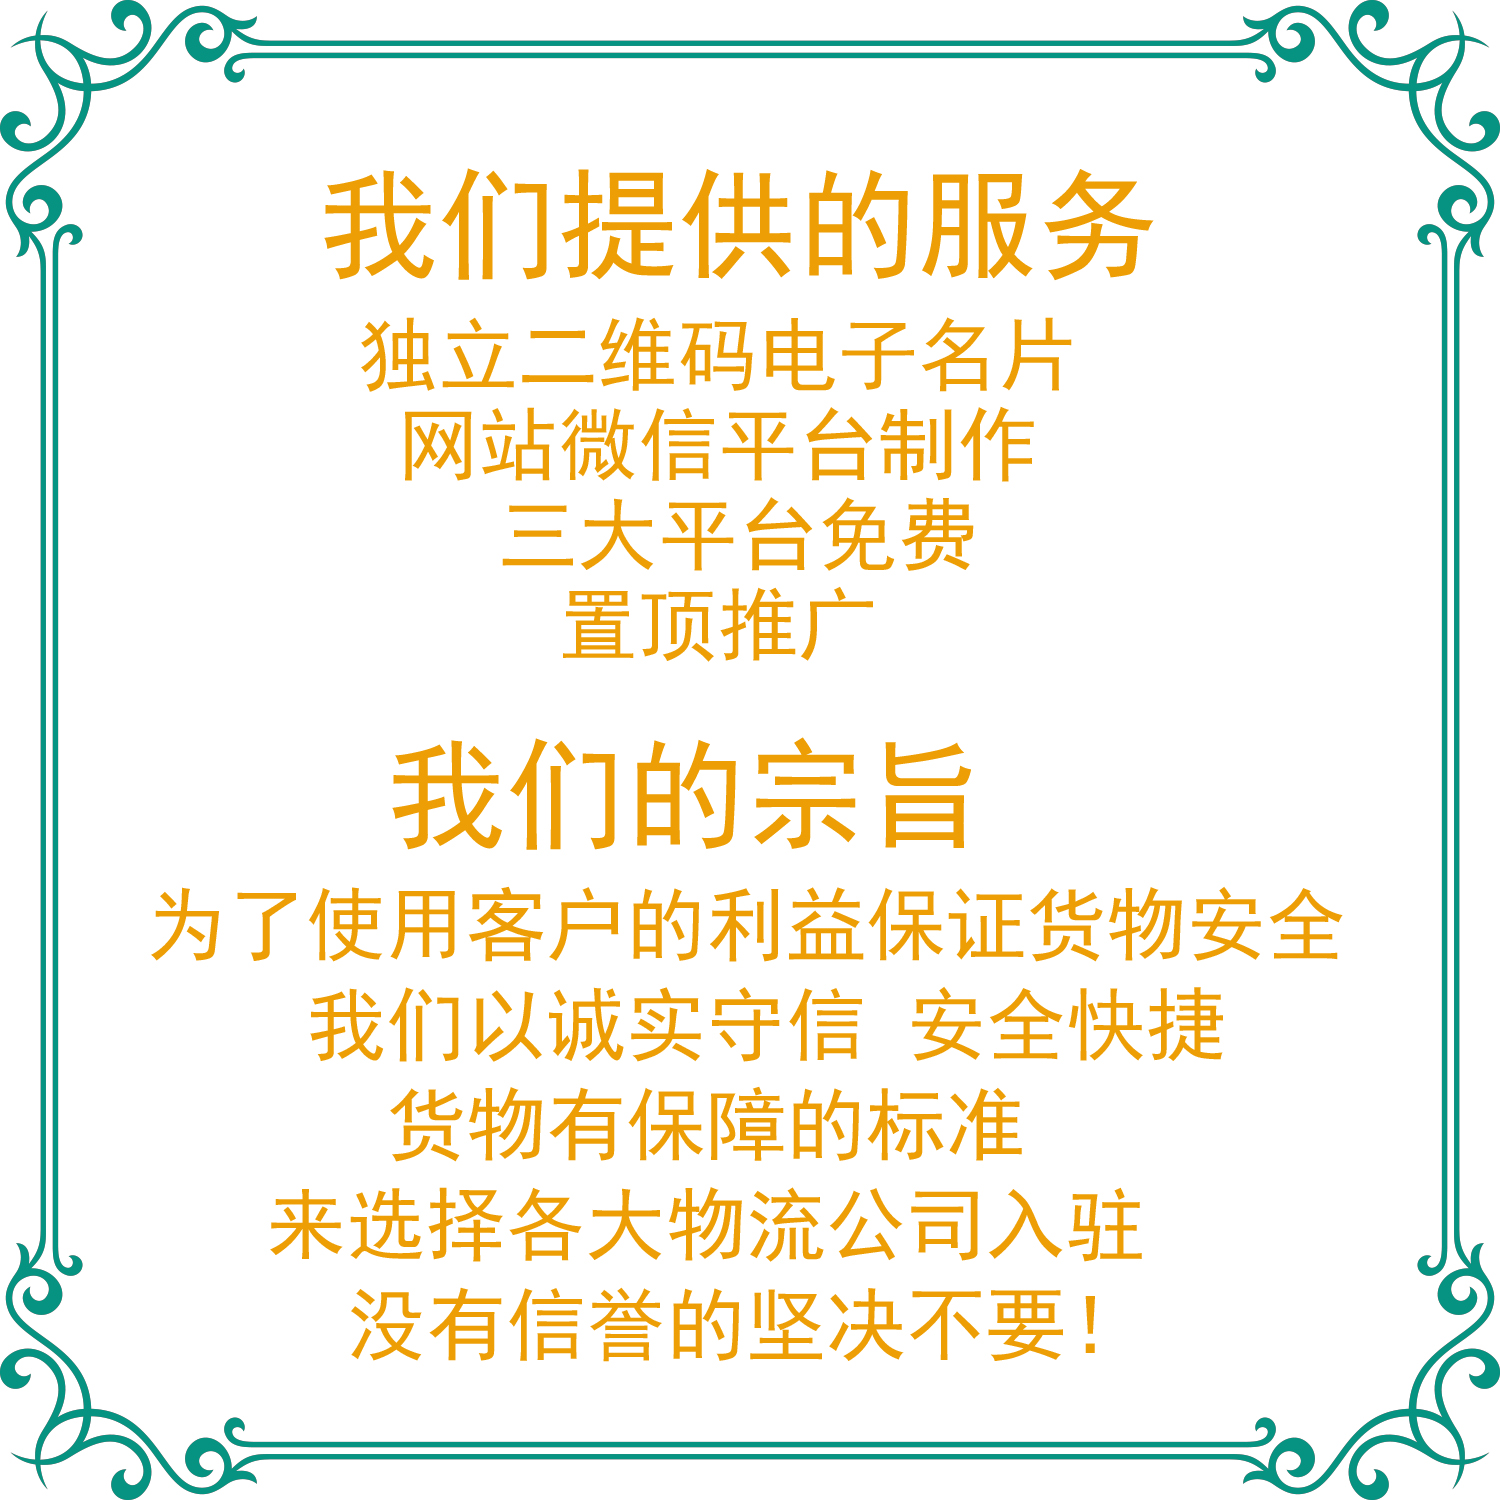 我们提供的服务
独立二维码电子名片
网站微信平台制作
三大平台免费
置顶推广
我们的宗旨
为了使用客户的利益保证货物安全
我们以诚实守信 安全快捷
货物有保障的标准
来选择各大物流公司入驻
没有信誉的坚决不要！